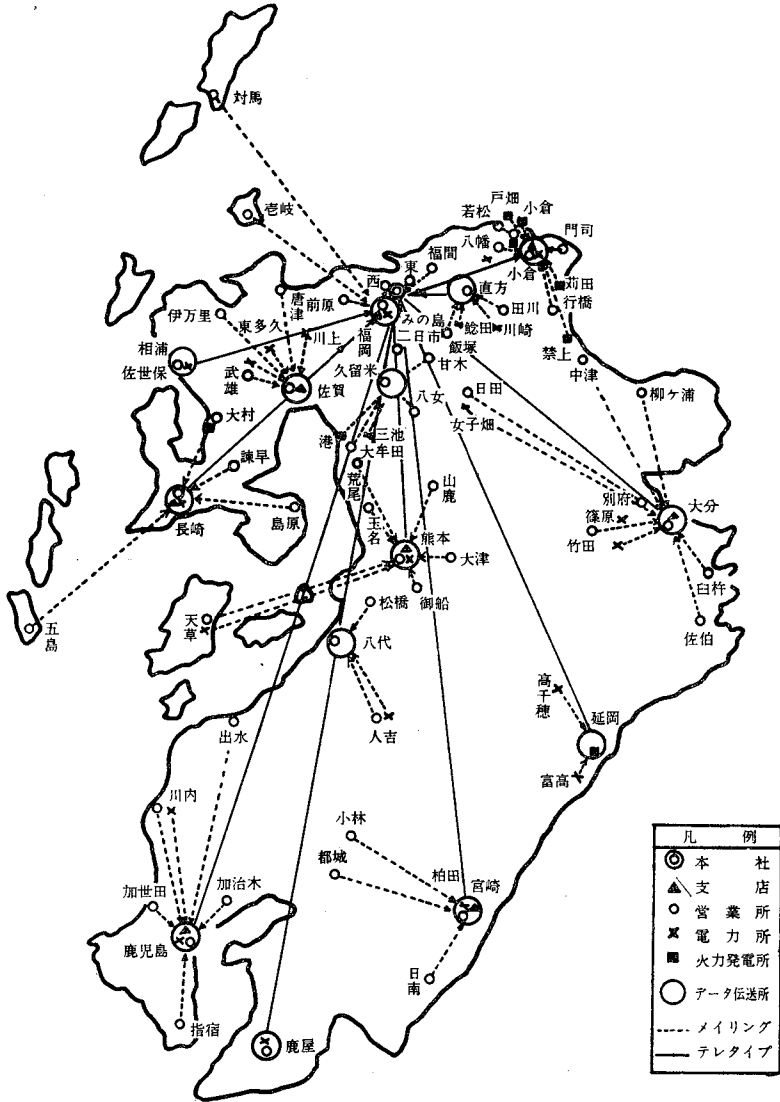 対馬
壱岐
戸畑
小倉
若松
八幡
門司
小倉
苅田
行橋
禁上
中津
西
東
福間
唐津
前原
みの島
福岡
二日市
直方
田川
川崎
鯰田
飯塚
伊万里
東多久
川上
相浦
佐世保
武雄
佐賀
久留米
甘木
八女
日田
女子畑
柳ヶ浦
大村
港
三池
大牟田
荒尾
諫早
長崎
島原
玉名
山鹿
熊本
大津
御船
別府
大分
篠原
竹田
臼杵
佐伯
五島
天草
松橋
八代
人吉
高千穂
延岡
富高
出水
川内
小林
都城
柏田
宮崎
加世田
加治木
鹿児島
日南
指宿
鹿屋
凡 例
本 社
支 店
営業所
電力所
火力発電所
データ伝送所
メイリング
テレタイプ